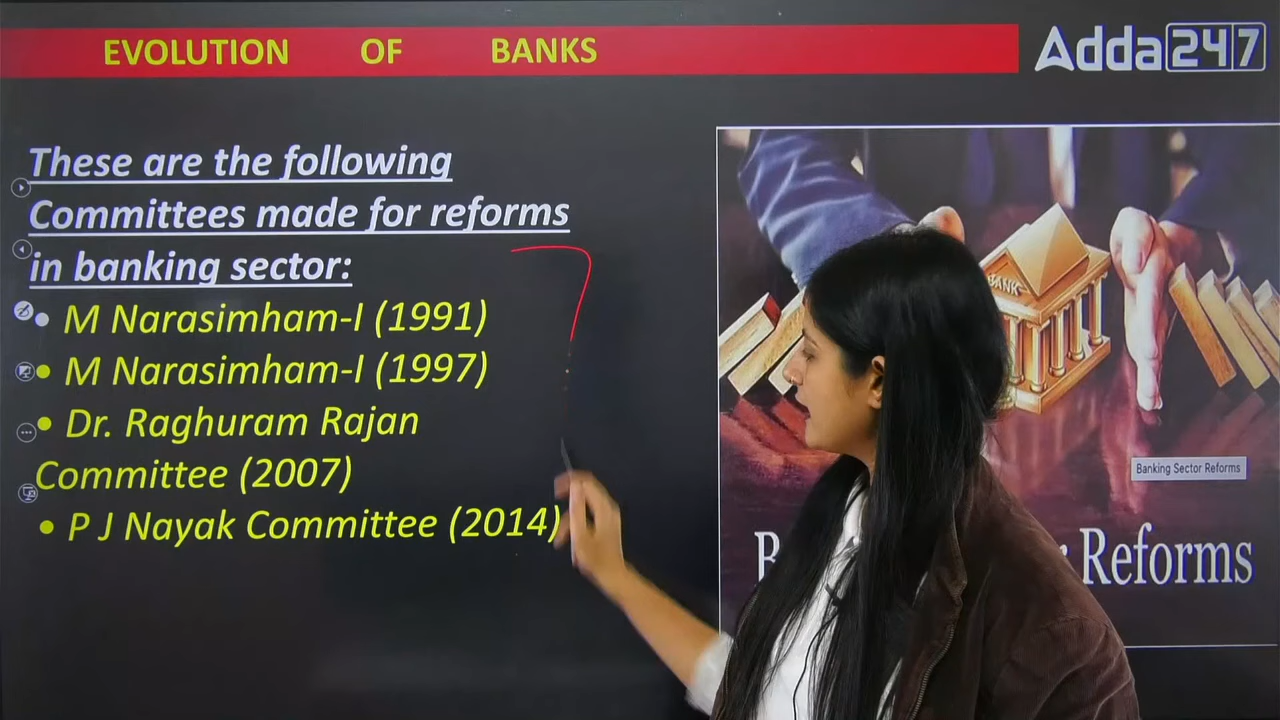 EVOLUTION OF BANKS
Adda247
These are the following
Committees made for reforms
in banking sector:
• M Narasimham-I (1991)
• M Narasimham-I (1997)
• Dr. Raghuram Rajan
Committee (2007)
• P J Nayak Committee (2014)
BANK
Banking Sector Reforms
Reforms